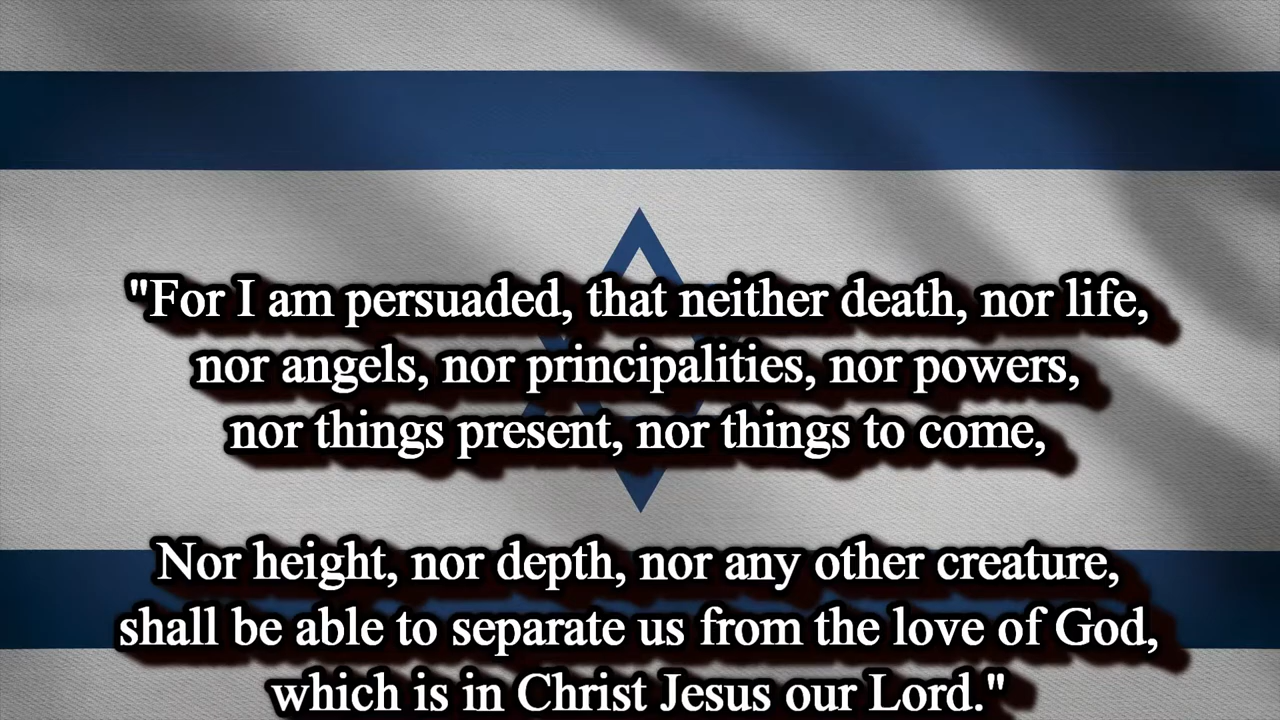 "For I am persuaded, that neither death, nor life,
nor angels, nor principalities, nor powers,
nor things present, nor things to come,
Nor height, nor depth, nor any other creature,
shall be able to separate us from the love of God,
which is in Christ Jesus our Lord."